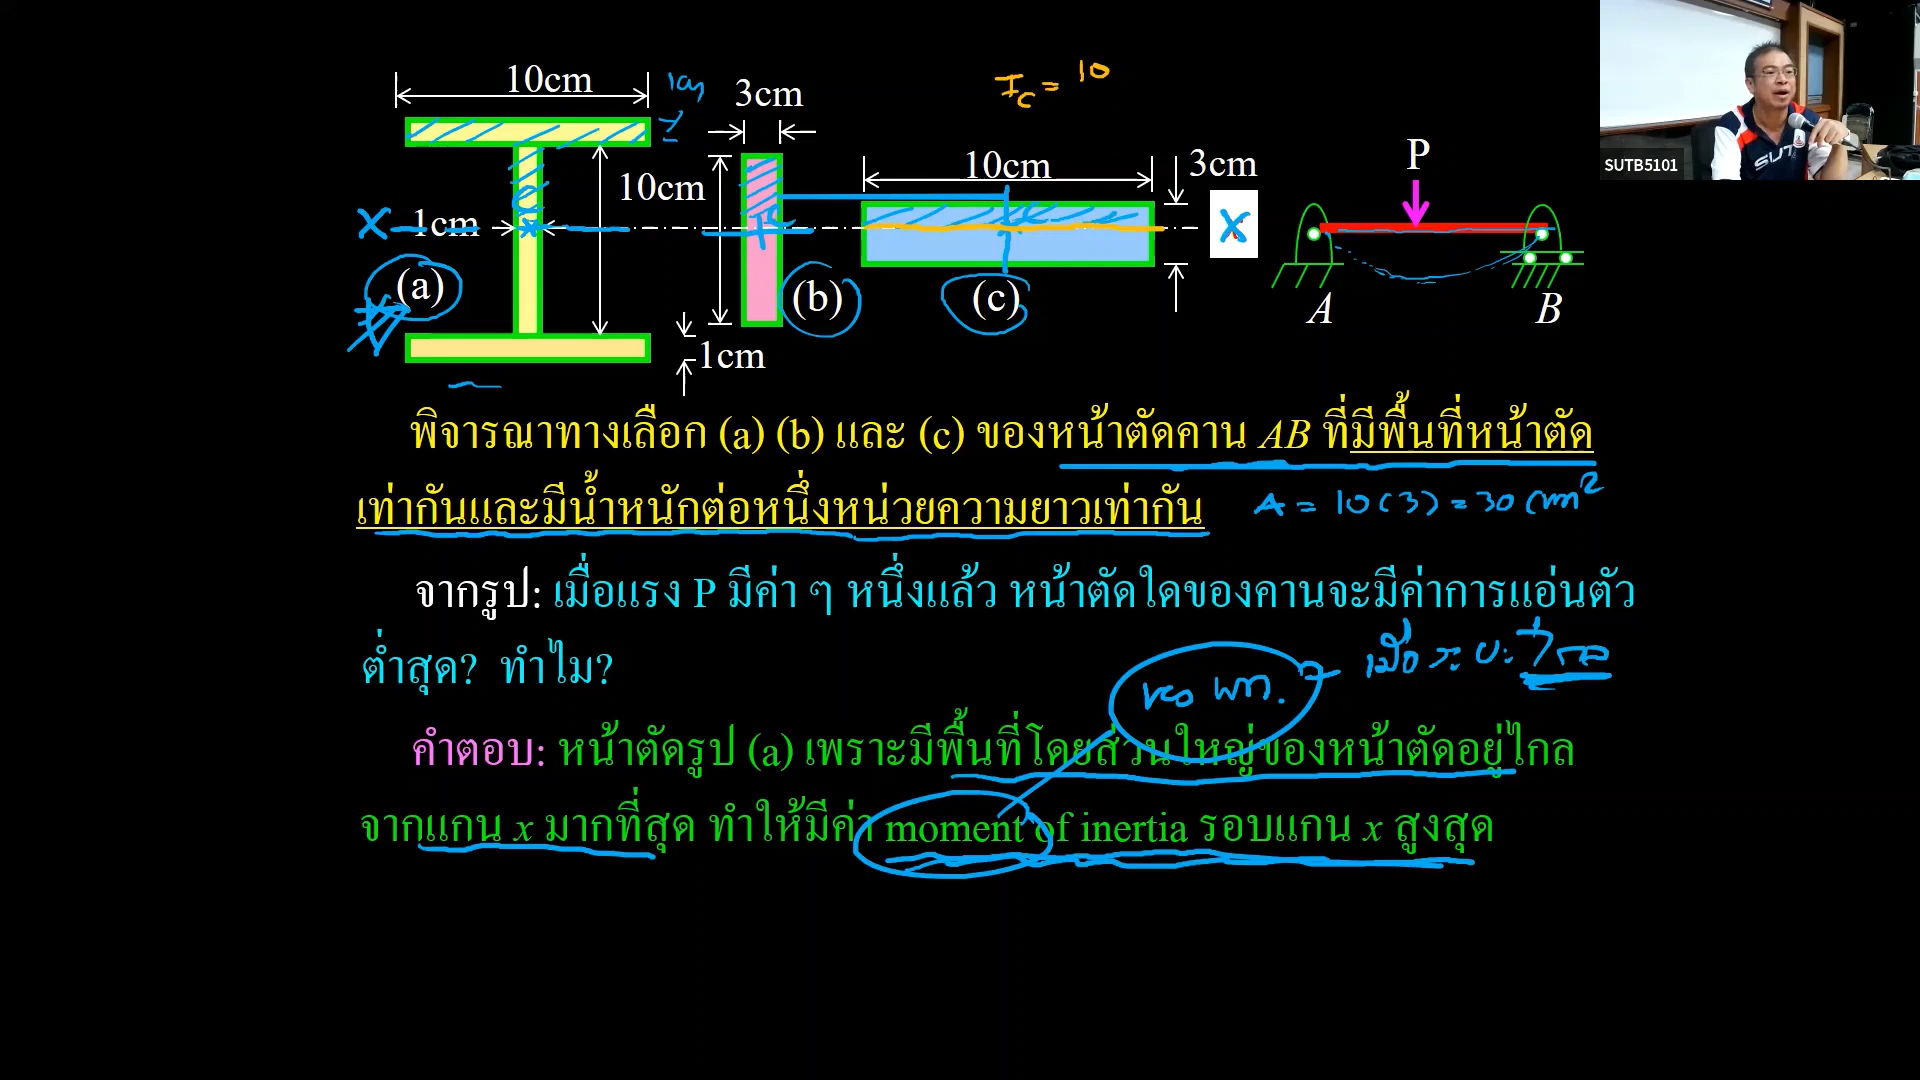 10cm
1cm
3cm
I_C = 10
10cm
3cm
P
SUTB5101
10cm
X 1cm
X
(a)
(b)
(c)
A
B
1cm
พิจารณาทางเลือก (a) (b) และ (c) ของหน้าตัดคาน AB ที่มีพื้นที่หน้าตัด
เท่ากันและมีน้ำหนักต่อหนึ่งหน่วยความยาวเท่ากัน A = 10(3) = 30 cm²
จากรูป: เมื่อแรง P มีค่า ๆ หนึ่งแล้ว หน้าตัดใดของคานจะมีค่าการแอ่นตัว
ต่ำสุด? ทำไม?
คำตอบ: หน้าตัดรูป (a) เพราะมีพื้นที่โดยส่วนใหญ่ของหน้าตัดอยู่ไกล
จากแกน x มากที่สุด ทำให้มีค่า moment of inertia รอบแกน x สูงสุด